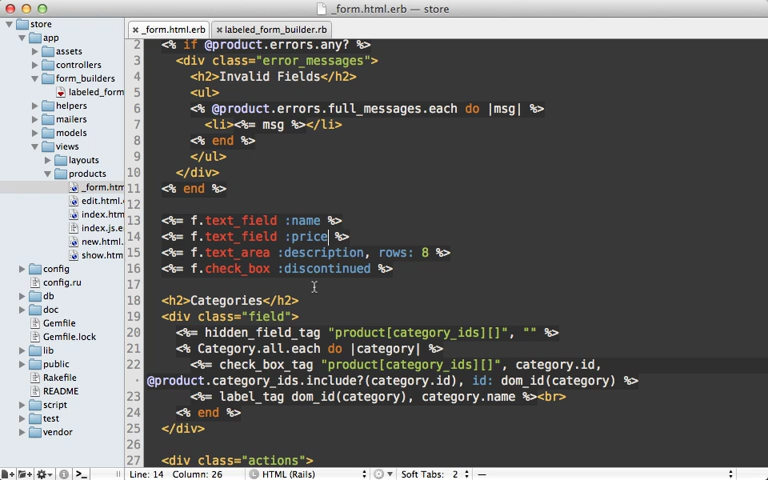 _form.html.erb — store
store
app
assets
controllers
form_builders
labeled_form
helpers
mailers
models
views
layouts
products
_form.htm
edit.html.
index.htm
index.js.e
new.html.
show.htm
config
config.ru
db
doc
Gemfile
Gemfile.lock
lib
public
Rakefile
README
script
test
vendor
_form.html.erb
labeled_form_builder.rb
2 <% if @product.errors.any? %>
3 <div class="error_messages">
4 <h2>Invalid Fields</h2>
5 <ul>
6 <% @product.errors.full_messages.each do |msg| %>
7 <li><%= msg %></li>
8 <% end %>
9 </ul>
10 </div>
11 <% end %>
12
13 <%= f.text_field :name %>
14 <%= f.text_field :price %>
15 <%= f.text_area :description, rows: 8 %>
16 <%= f.check_box :discontinued %>
17
18 <h2>Categories</h2>
19 <div class="field">
20 <%= hidden_field_tag "product[category_ids][]", "" %>
21 <% Category.all.each do |category| %>
22 <%= check_box_tag "product[category_ids][]", category.id,
@product.category_ids.include?(category.id), id: dom_id(category) %>
23 <%= label_tag dom_id(category), category.name %><br>
24 <% end %>
25 </div>
26
27 <div class="actions">
Line: 14 Column: 26
HTML (Rails)
Soft Tabs: 2
—